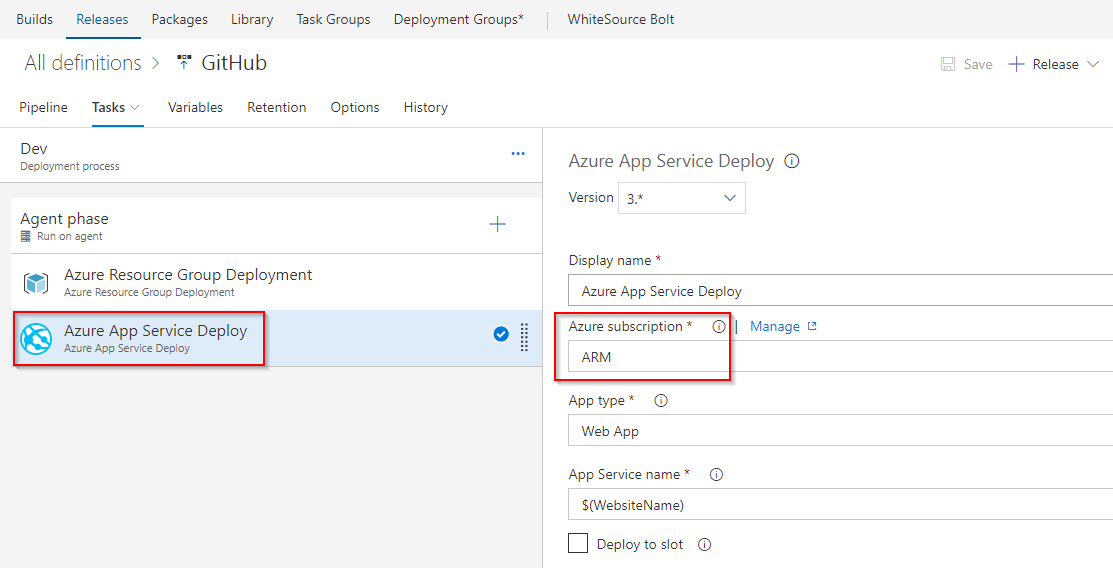 Builds Releases Packages Library Task Groups Deployment Groups* WhiteSource Bolt
All definitions > GitHub
Save + Release
Pipeline Tasks Variables Retention Options History
Dev
Deployment process
...
Agent phase
Run on agent
Azure Resource Group Deployment
Azure Resource Group Deployment
Azure App Service Deploy
Azure App Service Deploy
Azure App Service Deploy
Version 3.*
Display name *
Azure App Service Deploy
Azure subscription * | Manage
ARM
App type *
Web App
App Service name *
$(WebsiteName)
Deploy to slot